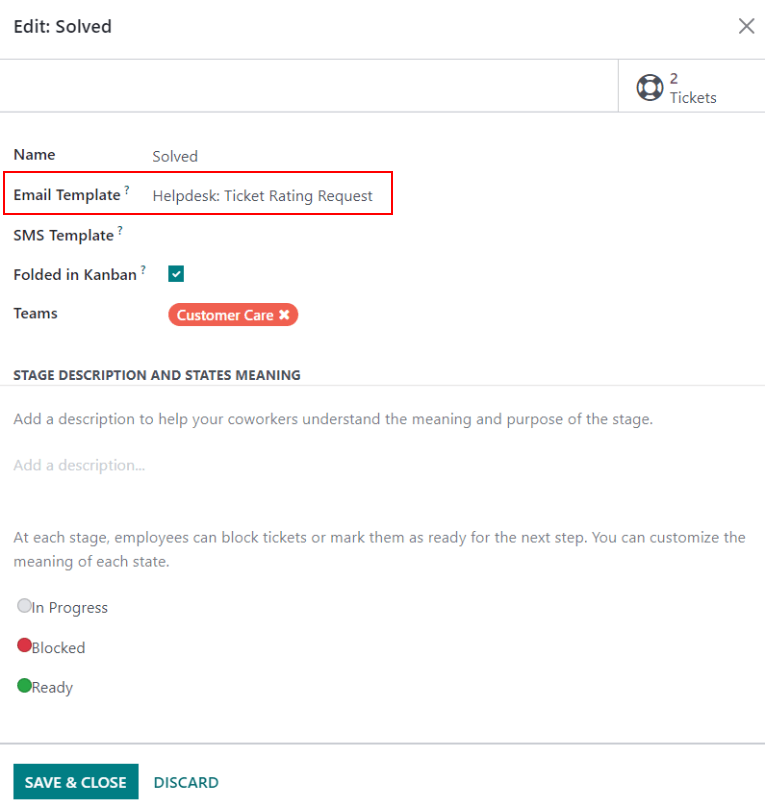 Edit: Solved
2
Tickets
Name Solved
Email Template ? Helpdesk: Ticket Rating Request
SMS Template ?
Folded in Kanban ?
Teams Customer Care ✖
STAGE DESCRIPTION AND STATES MEANING
Add a description to help your coworkers understand the meaning and purpose of the stage.
Add a description...
At each stage, employees can block tickets or mark them as ready for the next step. You can customize the
meaning of each state.
In Progress
Blocked
Ready
SAVE & CLOSE DISCARD